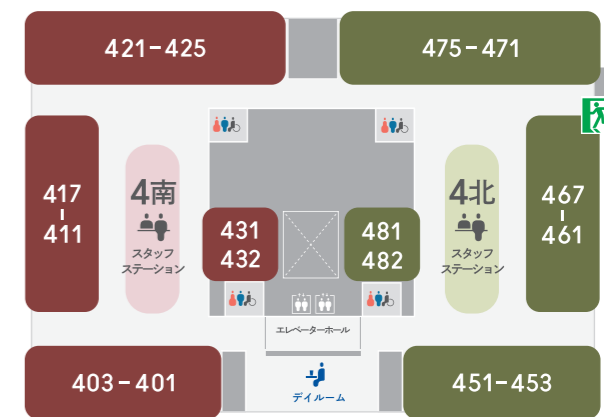 421-425
475-471
417
-
411
4南
スタッフ
ステーション
431
432
481
482
4北
スタッフ
ステーション
467
-
461
エレベーターホール
403-401
デイルーム
451-453